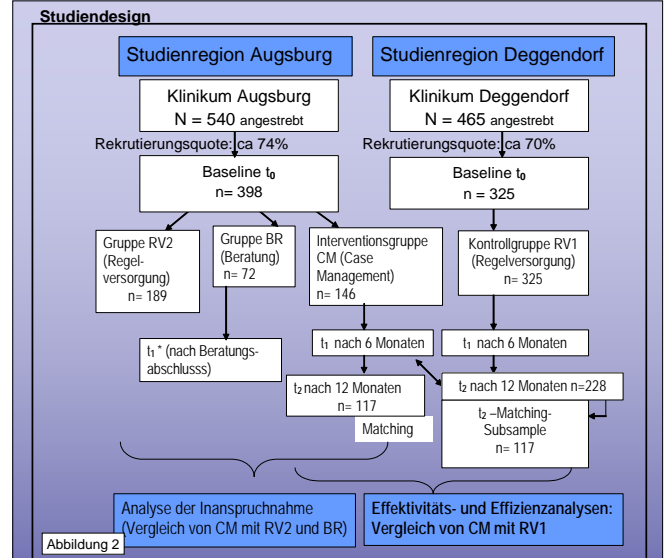 Studiendesign
Studienregion Augsburg
Studienregion Deggendorf
Klinikum Augsburg
N = 540 angestrebt
Klinikum Deggendorf
N = 465 angestrebt
Rekrutierungsquote: ca 74%
Rekrutierungsquote: ca 70%
Baseline t0
n= 398
Baseline t0
n= 325
Gruppe RV2
(Regel-
versorgung)
n= 189
Gruppe BR
(Beratung)
n= 72
Interventionsgruppe
CM (Case
Management)
n= 146
Kontrollgruppe RV1
(Regelversorgung)
n= 325
t1 * (nach Beratungs-
abschlusss)
t1 nach 6 Monaten
t1 nach 6 Monaten
t2 nach 12 Monaten
n= 117
t2 nach 12 Monaten n=228
t2 –Matching-
Subsample
n= 117
Matching
Analyse der Inanspruchnahme
(Vergleich von CM mit RV2 und BR)
Effektivitäts- und Effizienzanalysen:
Vergleich von CM mit RV1
Abbildung 2